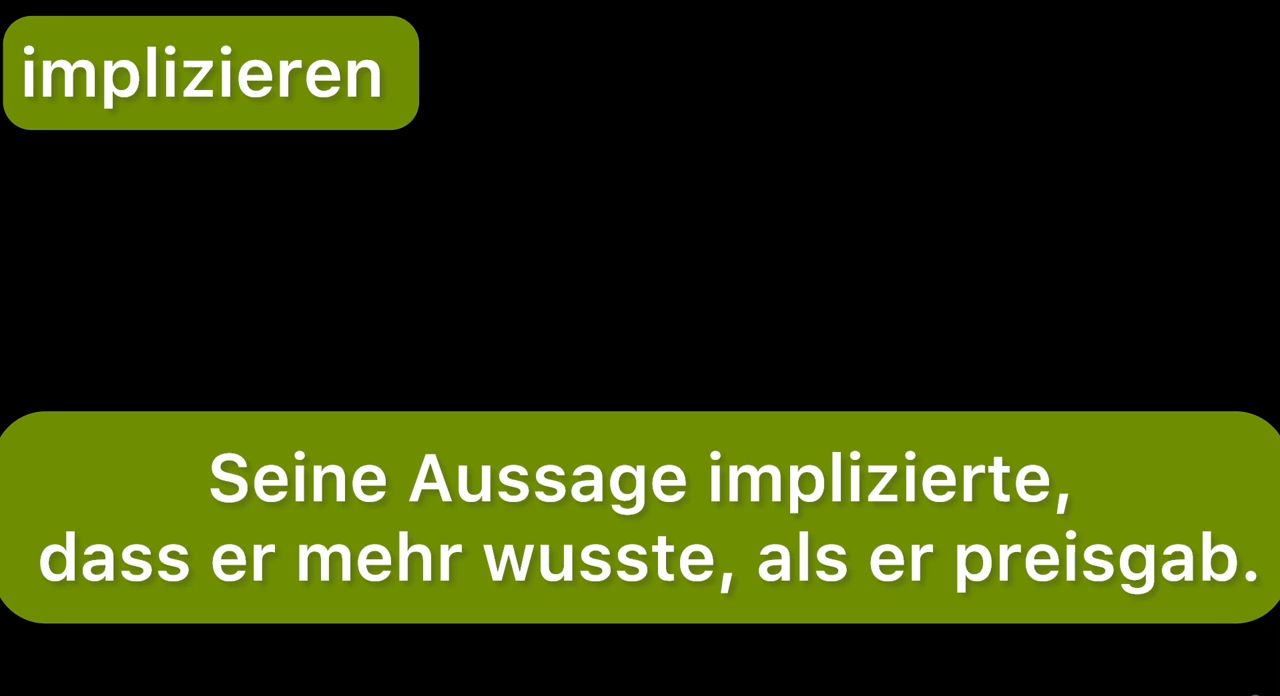 implizieren
Seine Aussage implizierte,
dass er mehr wusste, als er preisgab.